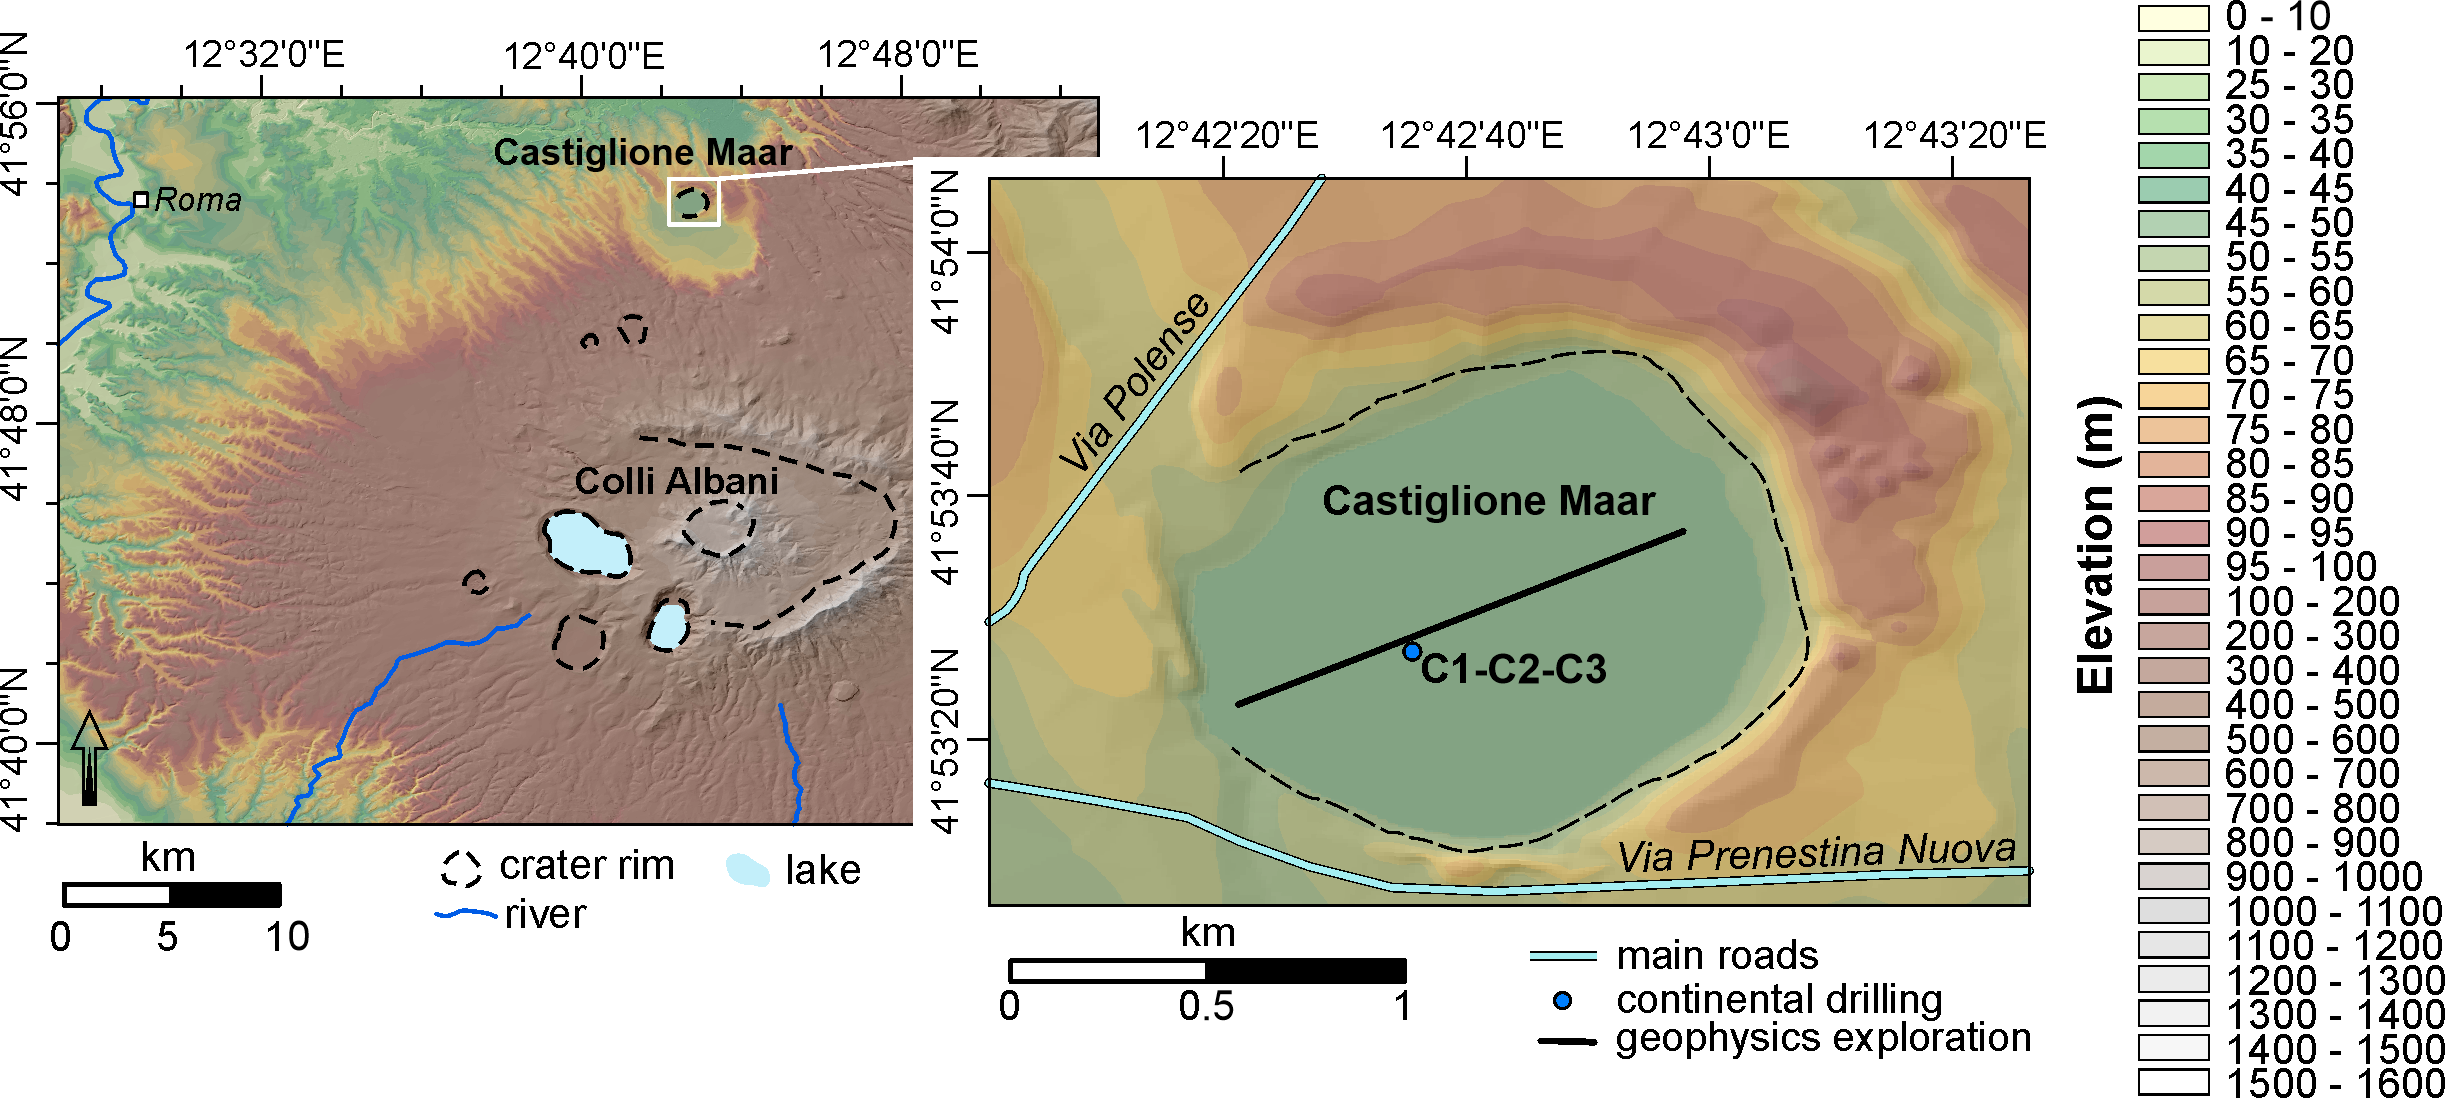 12°32'0"E
12°40'0"E
12°48'0"E
41°56'0"N
41°48'0"N
41°40'0"N
Castiglione Maar
Roma
Colli Albani
km
0 5 10
crater rim
lake
river
12°42'20"E
12°42'40"E
12°43'0"E
12°43'20"E
41°54'0"N
41°53'40"N
41°53'20"N
Via Polense
Castiglione Maar
C1-C2-C3
Via Prenestina Nuova
km
0 0.5 1
main roads
continental drilling
geophysics exploration
Elevation (m)
0 - 10
10 - 20
25 - 30
30 - 35
35 - 40
40 - 45
45 - 50
50 - 55
55 - 60
60 - 65
65 - 70
70 - 75
75 - 80
80 - 85
85 - 90
90 - 95
95 - 100
100 - 200
200 - 300
300 - 400
400 - 500
500 - 600
600 - 700
700 - 800
800 - 900
900 - 1000
1000 - 1100
1100 - 1200
1200 - 1300
1300 - 1400
1400 - 1500
1500 - 1600